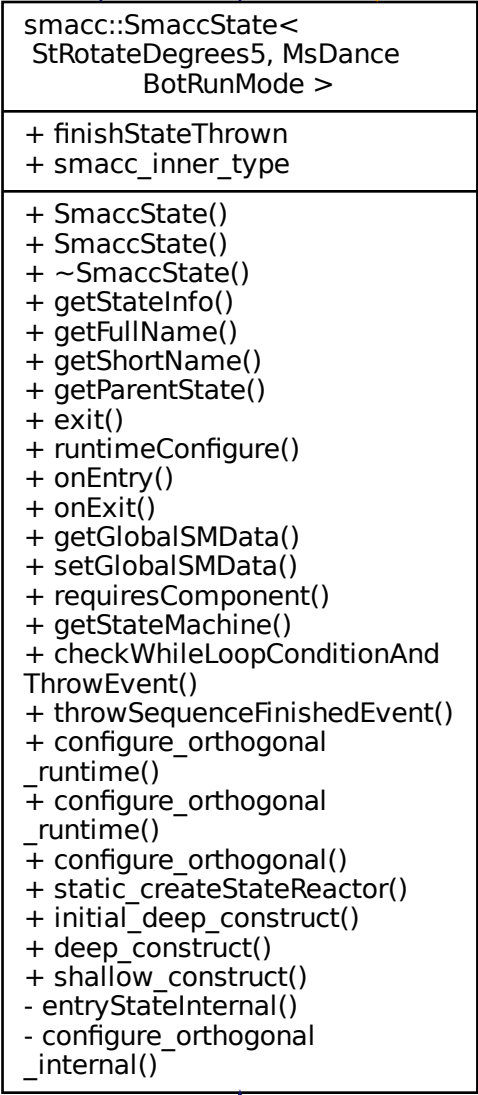 smacc::SmaccState<
StRotateDegrees5, MsDance
BotRunMode >
+ finishStateThrown
+ smacc_inner_type
+ SmaccState()
+ SmaccState()
+ ~SmaccState()
+ getStateInfo()
+ getFullName()
+ getShortName()
+ getParentState()
+ exit()
+ runtimeConfigure()
+ onEntry()
+ onExit()
+ getGlobalSMData()
+ setGlobalSMData()
+ requiresComponent()
+ getStateMachine()
+ checkWhileLoopConditionAnd
ThrowEvent()
+ throwSequenceFinishedEvent()
+ configure_orthogonal
_runtime()
+ configure_orthogonal
_runtime()
+ configure_orthogonal()
+ static_createStateReactor()
+ initial_deep_construct()
+ deep_construct()
+ shallow_construct()
- entryStateInternal()
- configure_orthogonal
_internal()